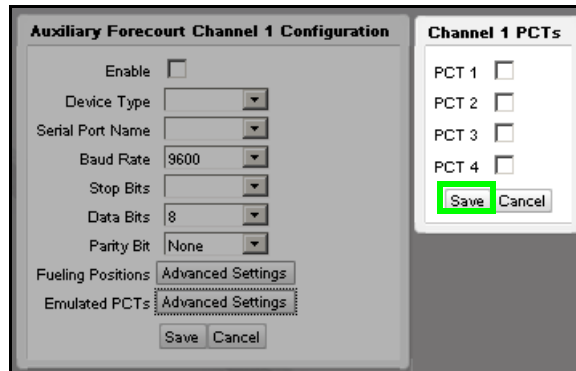 Auxiliary Forecourt Channel 1 Configuration
Enable
Device Type
Serial Port Name
Baud Rate 9600
Stop Bits
Data Bits 8
Parity Bit None
Fueling Positions Advanced Settings
Emulated PCTs Advanced Settings
Save Cancel
Channel 1 PCTs
PCT 1
PCT 2
PCT 3
PCT 4
Save Cancel